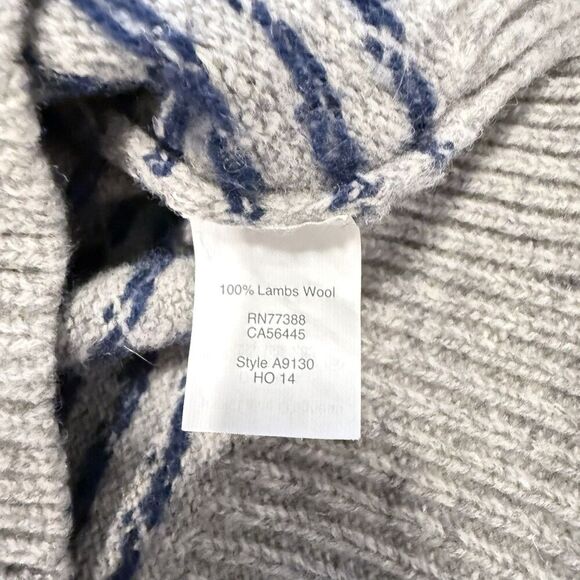 100% Lambs Wool
RN77388
CA56445
Style A9130
HO 14